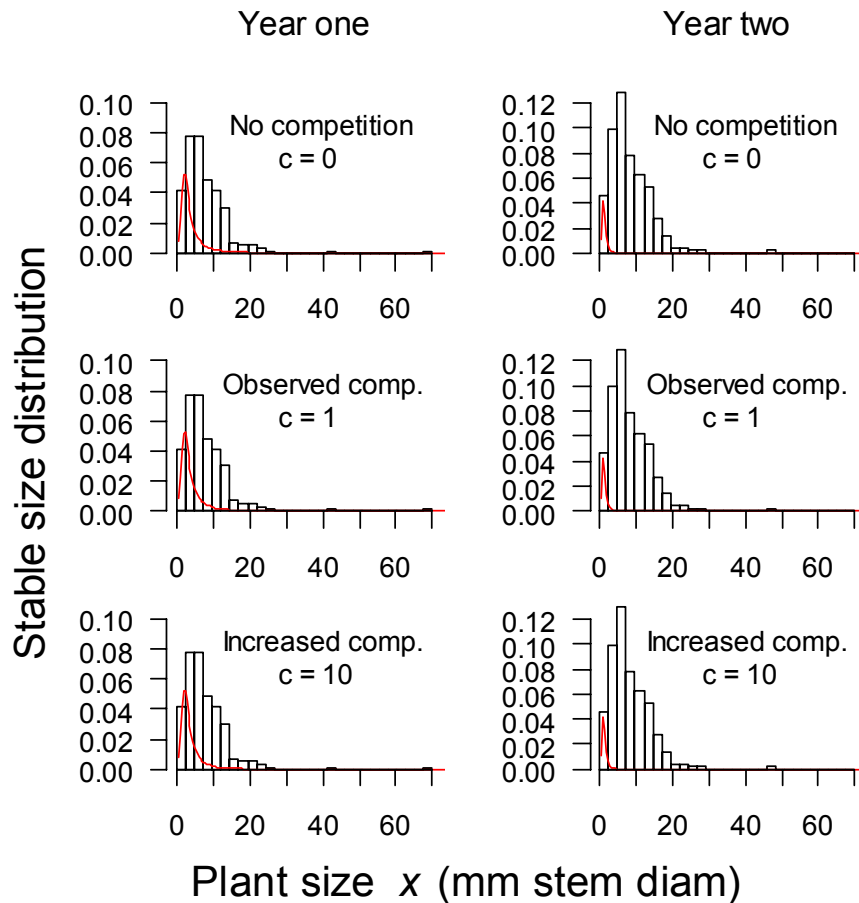 Year one
Year two
Stable size distribution
0.10
0.08
0.06
0.04
0.02
0.00
No competition
c = 0
0 20 40 60
0.12
0.10
0.08
0.06
0.04
0.02
0.00
No competition
c = 0
0 20 40 60
0.10
0.08
0.06
0.04
0.02
0.00
Observed comp.
c = 1
0 20 40 60
0.12
0.10
0.08
0.06
0.04
0.02
0.00
Observed comp.
c = 1
0 20 40 60
0.10
0.08
0.06
0.04
0.02
0.00
Increased comp.
c = 10
0 20 40 60
0.12
0.10
0.08
0.06
0.04
0.02
0.00
Increased comp.
c = 10
0 20 40 60
Plant size x (mm stem diam)